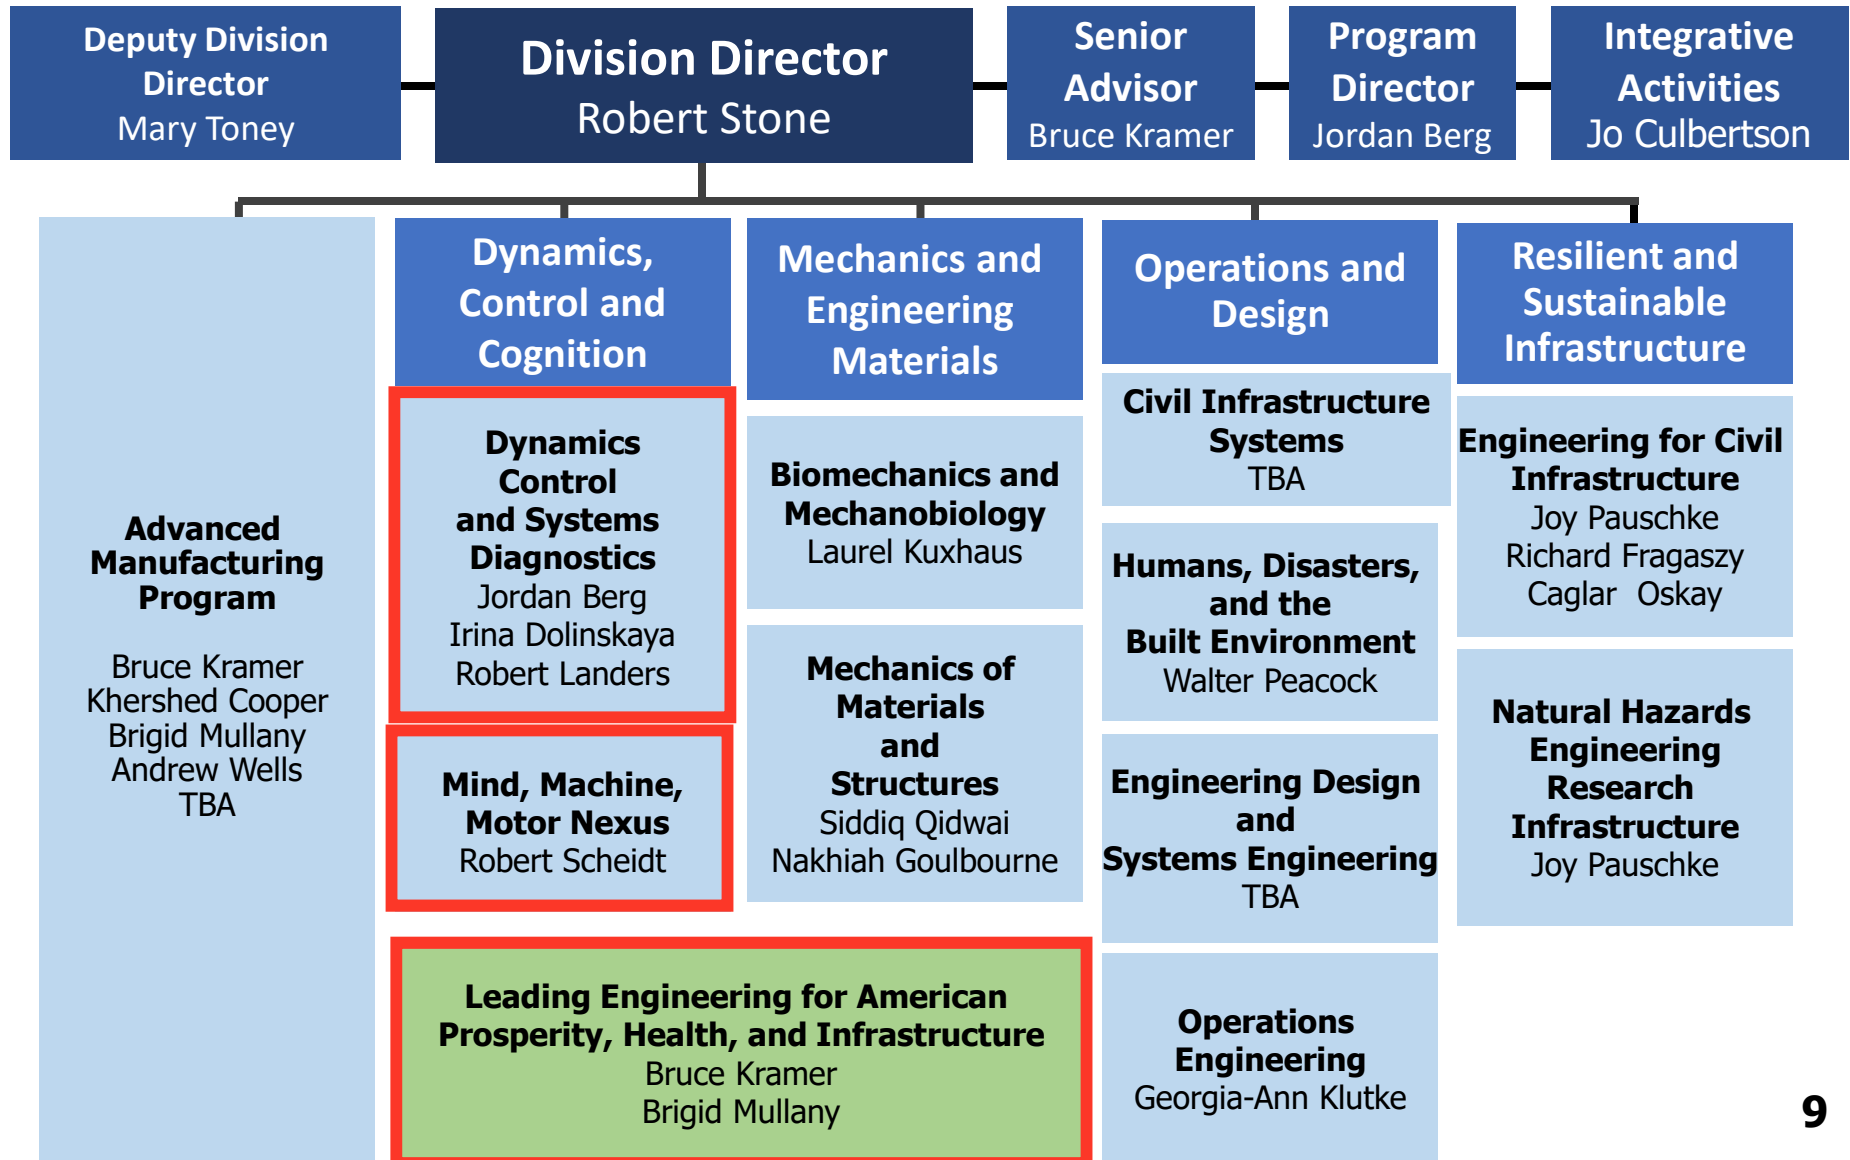 Deputy Division
Director
Mary Toney
Division Director
Robert Stone
Senior
Advisor
Bruce Kramer
Program
Director
Jordan Berg
Integrative
Activities
Jo Culbertson
Advanced
Manufacturing
Program
Bruce Kramer
Khershed Cooper
Brigid Mullany
Andrew Wells
TBA
Dynamics,
Control and
Cognition
Dynamics
Control
and Systems
Diagnostics
Jordan Berg
Irina Dolinskaya
Robert Landers
Mind, Machine,
Motor Nexus
Robert Scheidt
Mechanics and
Engineering
Materials
Biomechanics and
Mechanobiology
Laurel Kuxhaus
Mechanics of
Materials
and
Structures
Siddiq Qidwai
Nakhiah Goulbourne
Leading Engineering for American
Prosperity, Health, and Infrastructure
Bruce Kramer
Brigid Mullany
Operations and
Design
Civil Infrastructure
Systems
TBA
Humans, Disasters,
and the
Built Environment
Walter Peacock
Engineering Design
and
Systems Engineering
TBA
Operations
Engineering
Georgia-Ann Klutke
Resilient and
Sustainable
Infrastructure
Engineering for Civil
Infrastructure
Joy Pauschke
Richard Fragaszy
Caglar Oskay
Natural Hazards
Engineering
Research
Infrastructure
Joy Pauschke
9